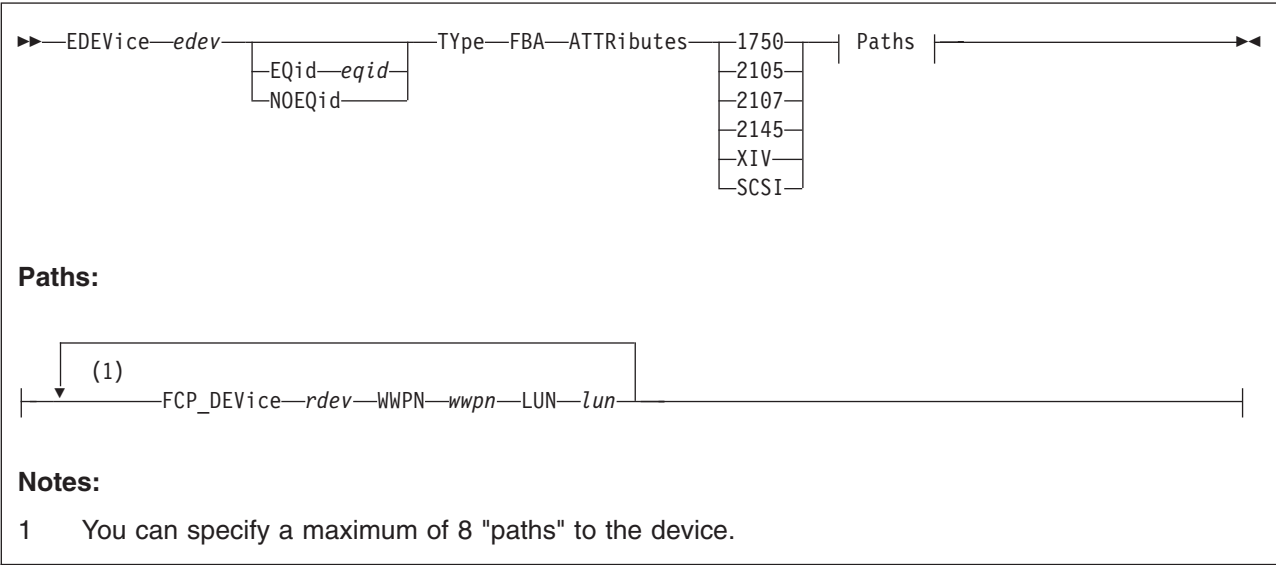 EDEVice edev TYpe FBA ATTRibutes 1750 Paths
EQid eqid 2105
NOEQid 2107
2145
XIV
SCSI
Paths:
(1)
FCP_DEVice rdev WWPN wwpn LUN lun
Notes:
1 You can specify a maximum of 8 "paths" to the device.